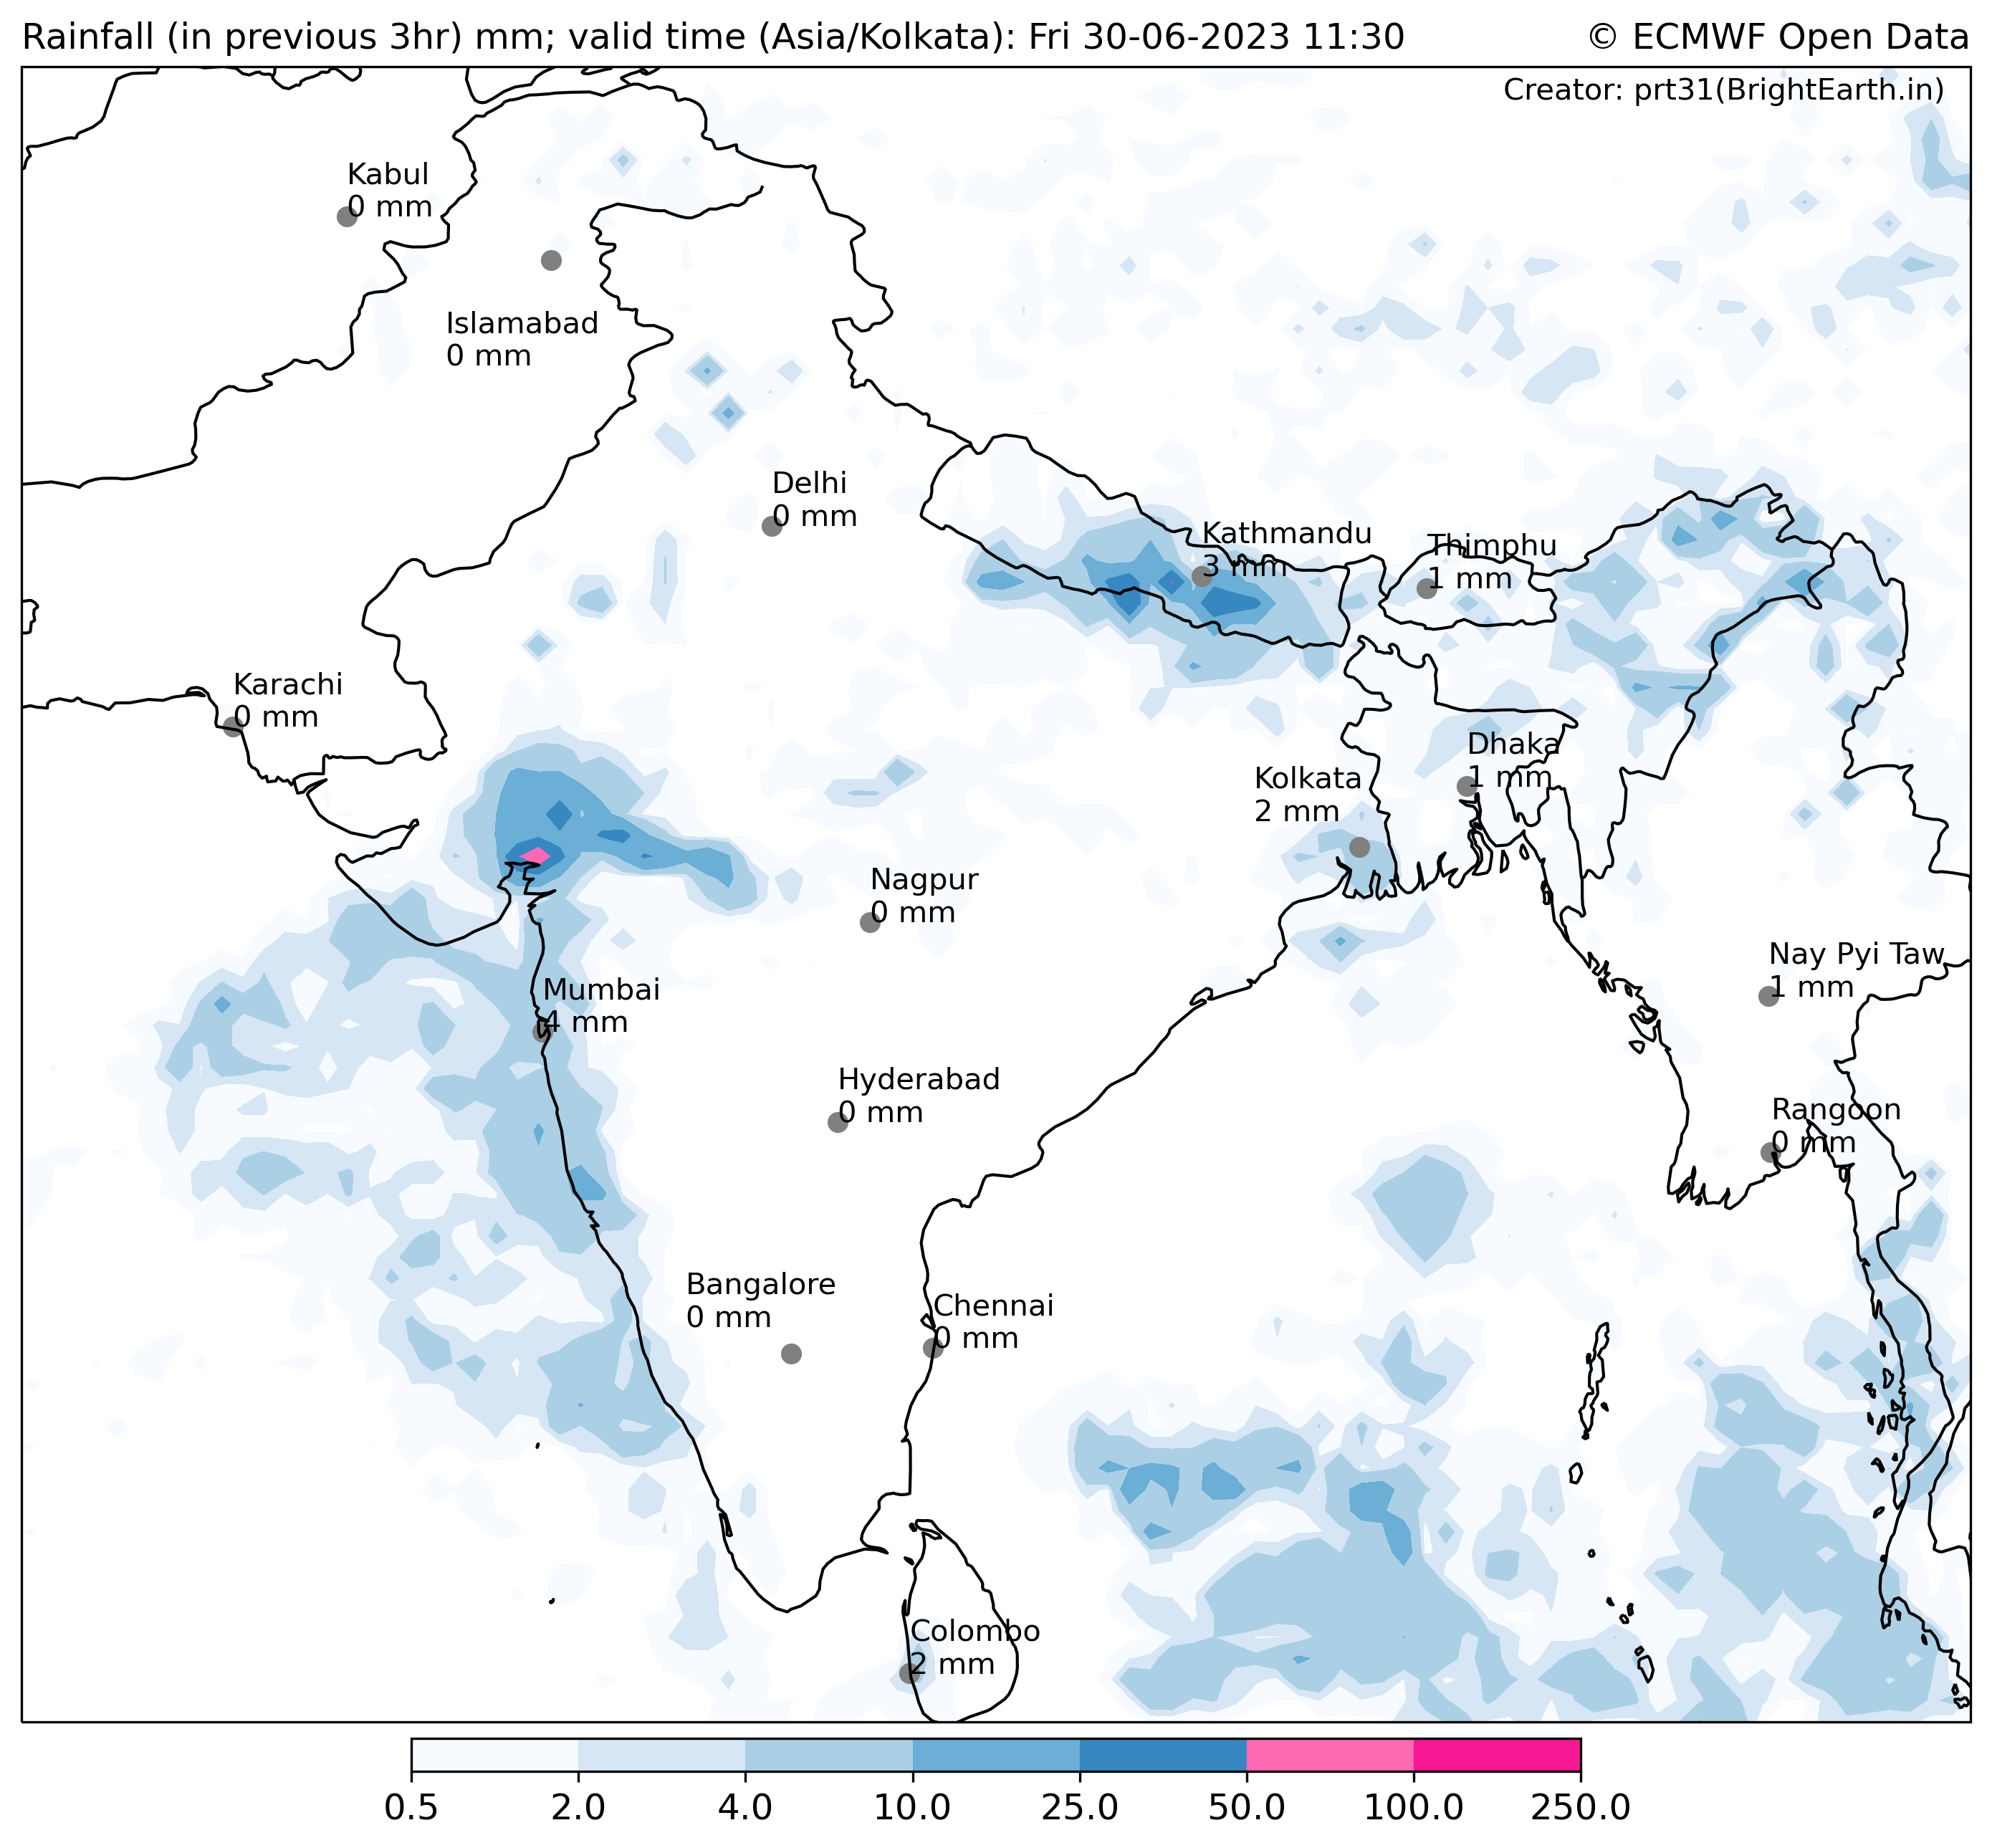 Rainfall (in previous 3hr) mm; valid time (Asia/Kolkata): Fri 30-06-2023 11:30
© ECMWF Open Data
Creator: prt31(BrightEarth.in)
Kabul
0 mm
Islamabad
0 mm
Delhi
0 mm
Kathmandu
3 mm
Thimphu
1 mm
Karachi
0 mm
Dhaka
1 mm
Kolkata
2 mm
Nagpur
0 mm
Nay Pyi Taw
1 mm
Mumbai
4 mm
Hyderabad
0 mm
Rangoon
0 mm
Bangalore
0 mm
Chennai
0 mm
Colombo
2 mm
0.5 2.0 4.0 10.0 25.0 50.0 100.0 250.0